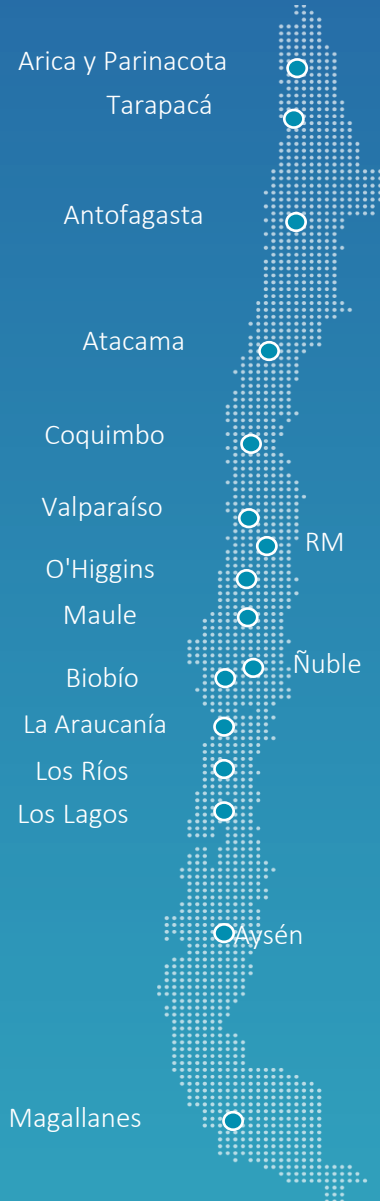 Arica y Parinacota
Tarapacá
Antofagasta
Atacama
Coquimbo
Valparaíso
RM
O'Higgins
Maule
Ñuble
Biobío
La Araucanía
Los Ríos
Los Lagos
Aysén
Magallanes